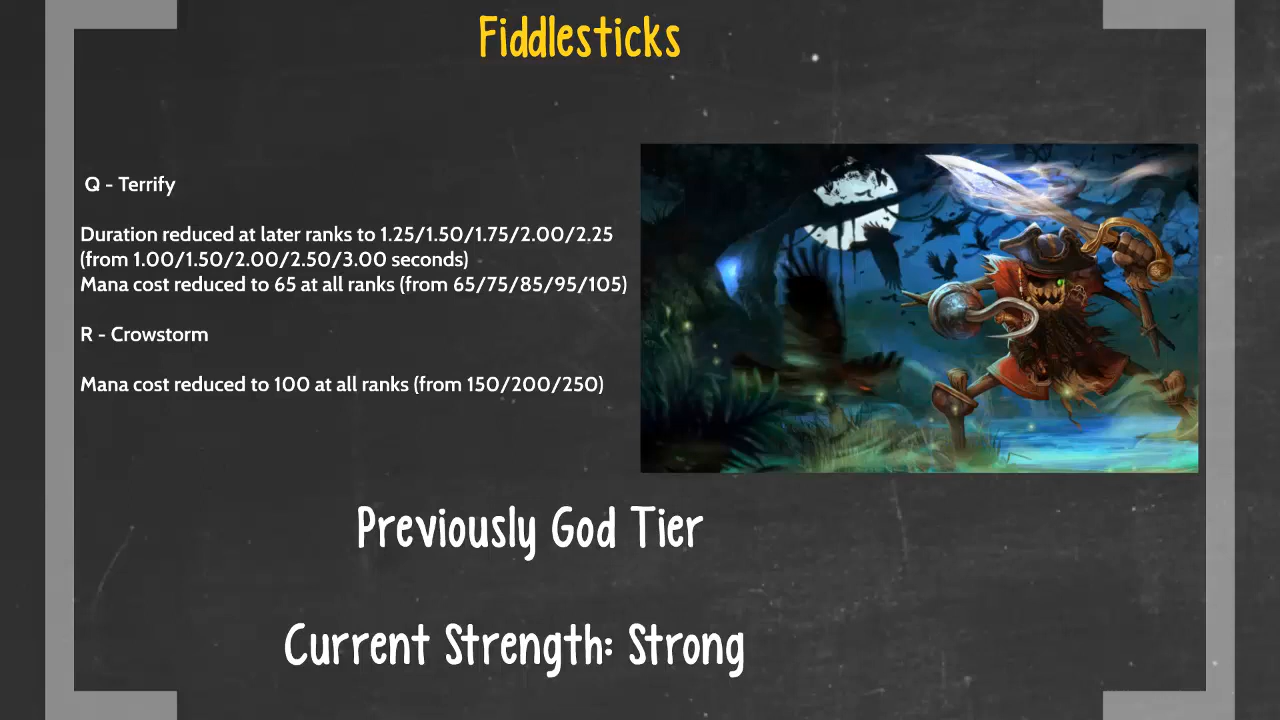 Fiddlesticks
Q - Terrify
Duration reduced at later ranks to 1.25/1.50/1.75/2.00/2.25
(from 1.00/1.50/2.00/2.50/3.00 seconds)
Mana cost reduced to 65 at all ranks (from 65/75/85/95/105)
R - Crowstorm
Mana cost reduced to 100 at all ranks (from 150/200/250)
Previously God Tier
Current Strength: Strong